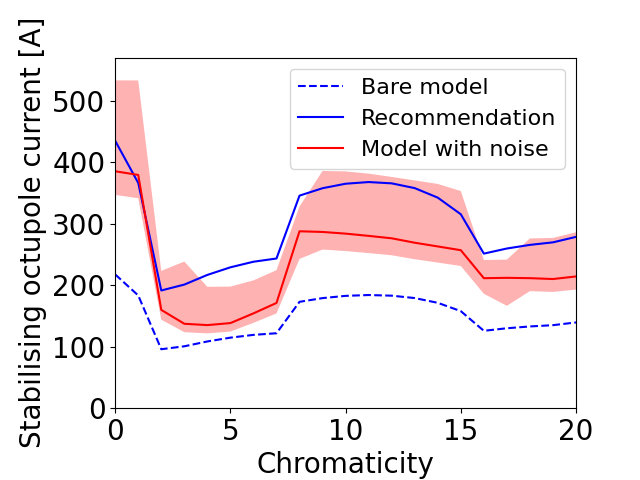 Stabilising octupole current [A]
500
400
300
200
100
0
Bare model
Recommendation
Model with noise
0 5 10 15 20
Chromaticity